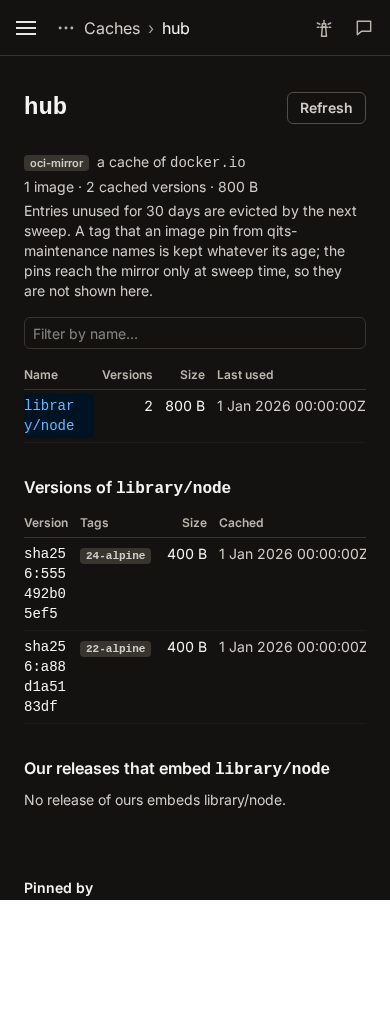 ··· Caches › hub
hub
Refresh
oci-mirror a cache of docker.io
1 image · 2 cached versions · 800 B
Entries unused for 30 days are evicted by the next
sweep. A tag that an image pin from qits-
maintenance names is kept whatever its age; the
pins reach the mirror only at sweep time, so they
are not shown here.
Filter by name...
Name Versions Size Last used
librar
y/node 2 800 B 1 Jan 2026 00:00:00Z
Versions of library/node
Version Tags Size Cached
sha25 24-alpine 400 B 1 Jan 2026 00:00:00Z
6:555
492b0
5ef5
sha25 22-alpine 400 B 1 Jan 2026 00:00:00Z
6:a88
d1a51
83df
Our releases that embed library/node
No release of ours embeds library/node.
Pinned by